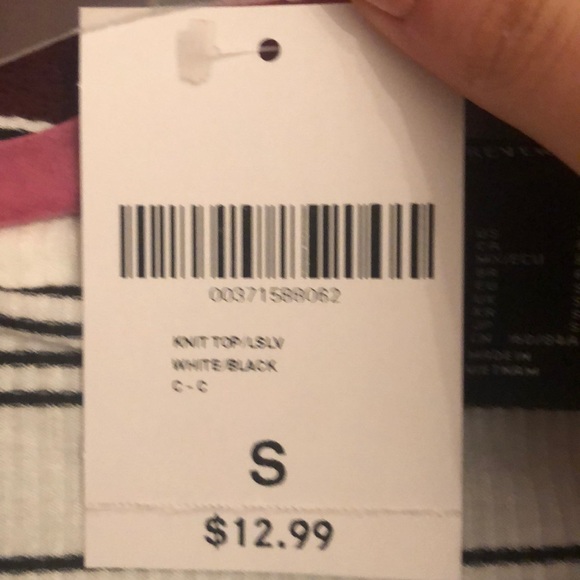 00371588062
KNIT TOP/LSLV
WHITE/BLACK
C - C
S
$12.99
MADE IN
VIETNAM